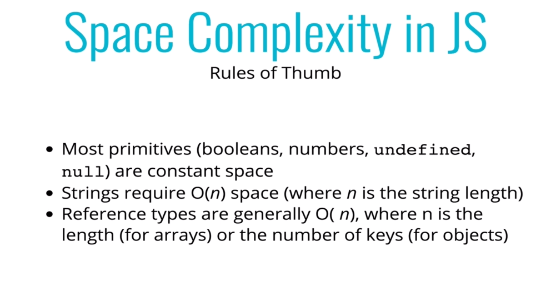 Space Complexity in JS
Rules of Thumb
• Most primitives (booleans, numbers, undefined,
null) are constant space
• Strings require O(n) space (where n is the string length)
• Reference types are generally O( n), where n is the
length (for arrays) or the number of keys (for objects)